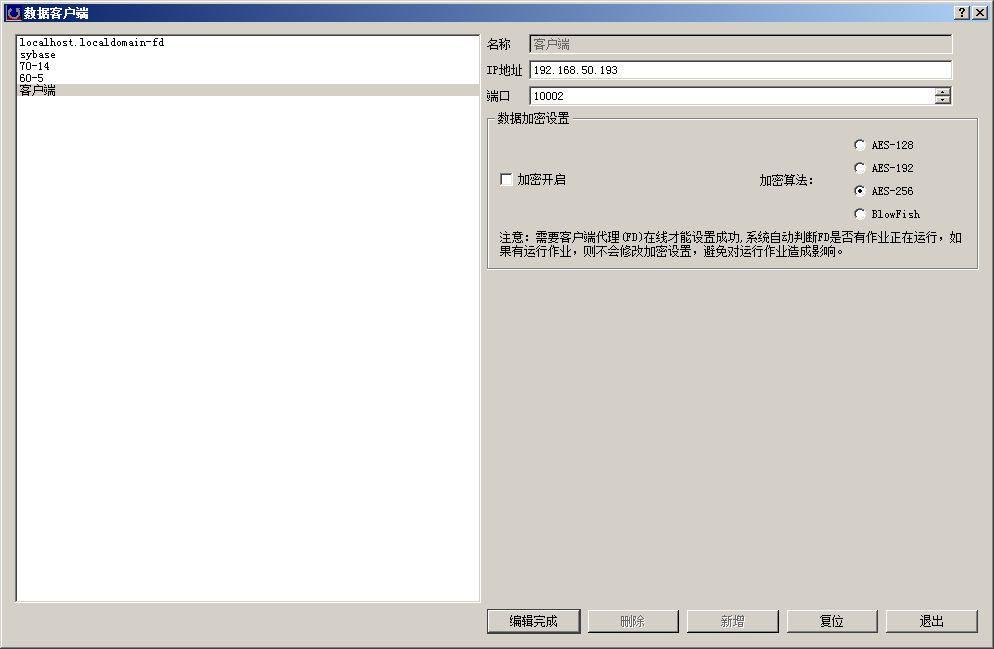 数据客户端
localhost.localdomain-fd
sybase
70-14
60-5
客户端
名称 客户端
IP地址 192.168.50.193
端口 10002
数据加密设置
加密开启
加密算法:
AES-128
AES-192
AES-256
BlowFish
注意: 需要客户端代理(FD)在线才能设置成功,系统自动判断FD是否有作业正在运行，如
果有运行作业，则不会修改加密设置，避免对运行作业造成影响。
编辑完成 删除 新增 复位 退出